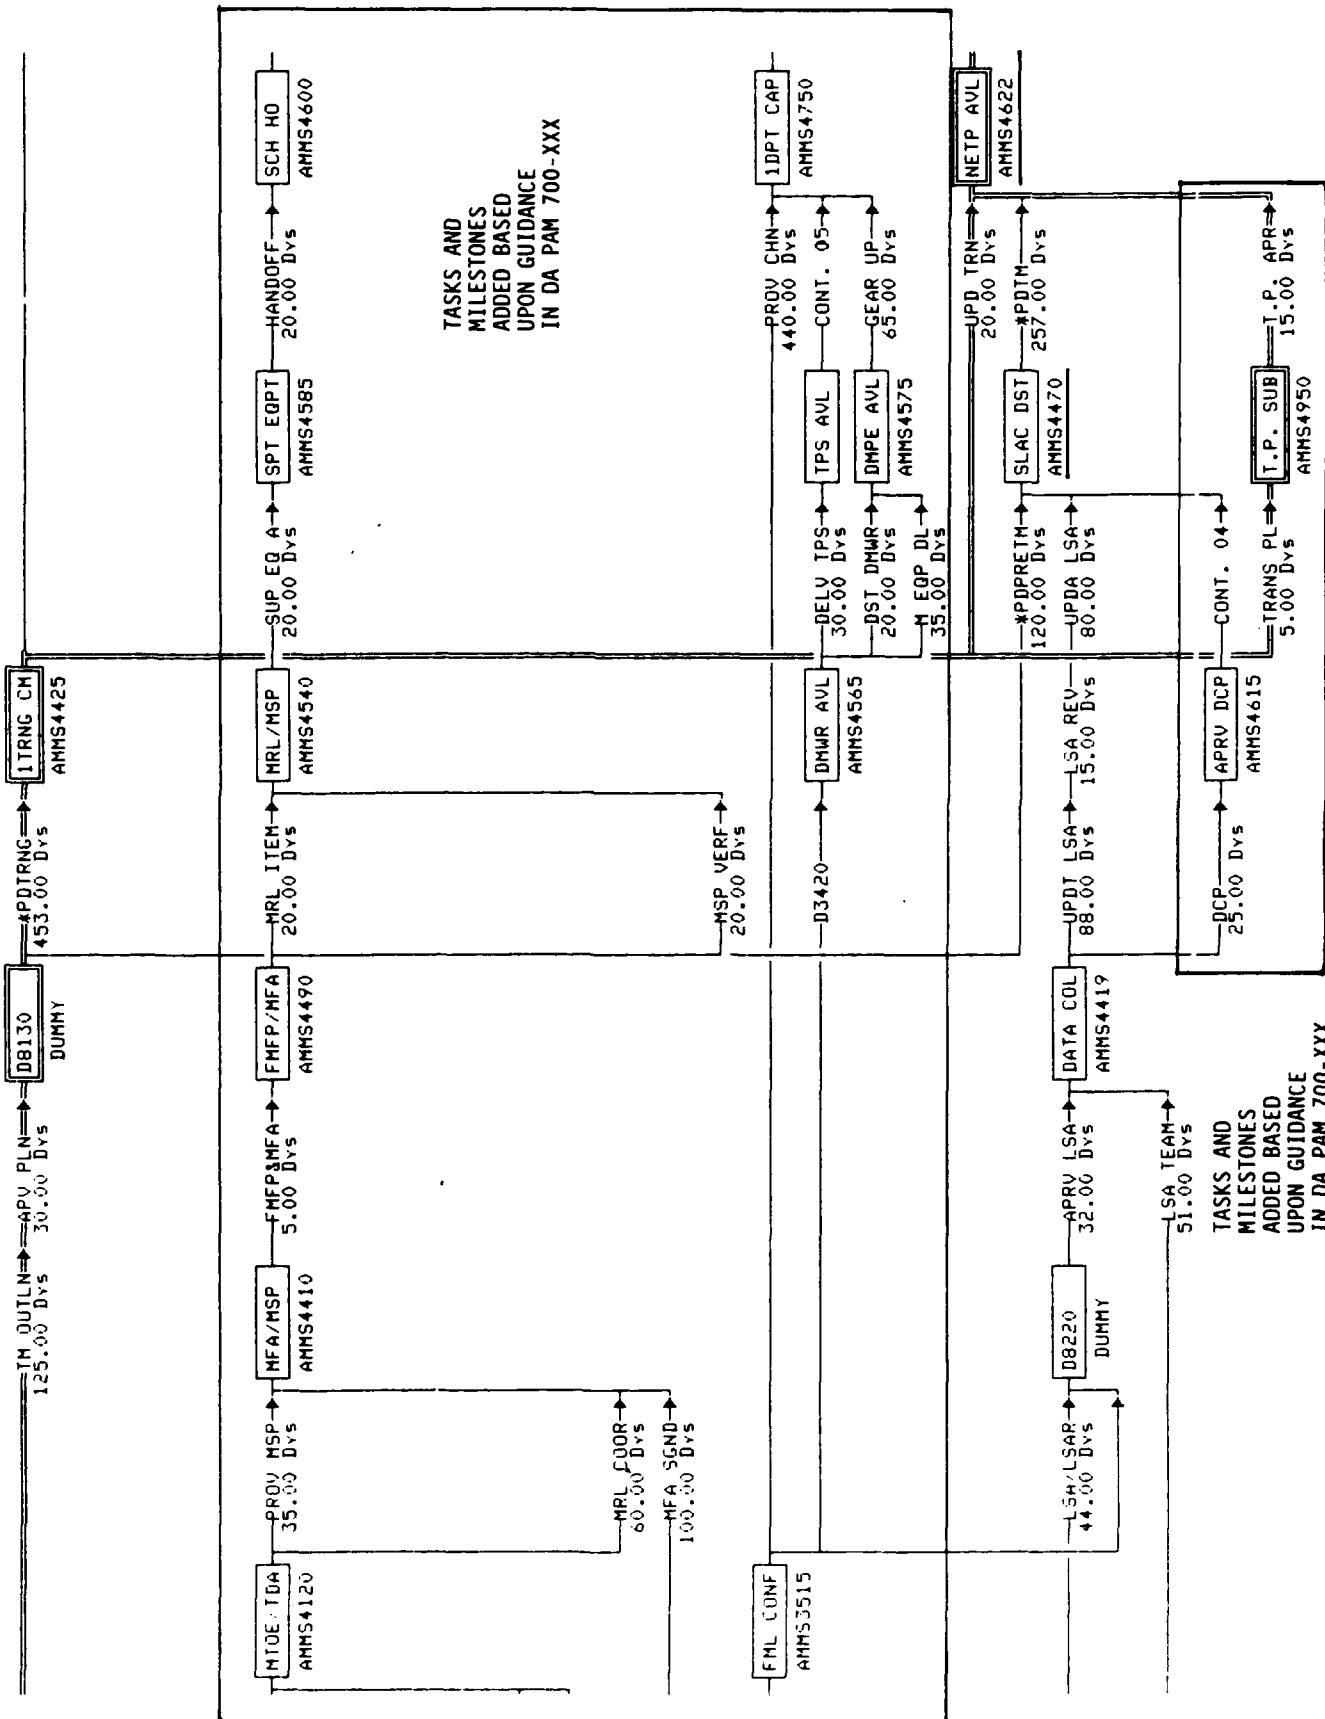 TM OUTLN
125.00 Dys
APV PLN
30.00 Dys
D8130
DUMMY
*PDTRNG
453.00 Dys
1TRNG CM
AMMS4425
MTOE/TDA
AMMS4120
PROV MSP
35.00 Dys
MRL COOR
60.00 Dys
MFA SGND
100.00 Dys
MFA/MSP
AMMS4410
FMFP&MFA
5.00 Dys
FMFP/MFA
AMMS4490
MRL ITEM
20.00 Dys
MSP VERF
20.00 Dys
MRL/MSP
AMMS4540
SUP EQ A
20.00 Dys
SPT EQPT
AMMS4585
HANDOFF
20.00 Dys
SCH HO
AMMS4600
TASKS AND
MILESTONES
ADDED BASED
UPON GUIDANCE
IN DA PAM 700-XXX
FML CONF
AMMS3515
D3420
DMWR AVL
AMMS4565
DELV TPS
30.00 Dys
DST DMWR
20.00 Dys
M EQP DL
35.00 Dys
TPS AVL
DMPE AVL
AMMS4575
PROV CHN
440.00 Dys
CONT. 05
GEAR UP
65.00 Dys
1DPT CAP
AMMS4750
UPD TRN
20.00 Dys
NETP AVL
AMMS4622
*PDPRETM
120.00 Dys
SLAC DST
AMMS4470
*PDTM
257.00 Dys
LSA/LSAR
44.00 Dys
D8220
DUMMY
APRV LSA
32.00 Dys
LSA TEAM
51.00 Dys
DATA COL
AMMS4419
UPDT LSA
88.00 Dys
LSA REV
15.00 Dys
UPDA LSA
80.00 Dys
DCP
25.00 Dys
APRV DCP
AMMS4615
CONT. 04
TRANS PL
5.00 Dys
T.P. SUB
AMMS4950
T.P. APR
15.00 Dys
TASKS AND
MILESTONES
ADDED BASED
UPON GUIDANCE
IN DA PAM 700-XXX